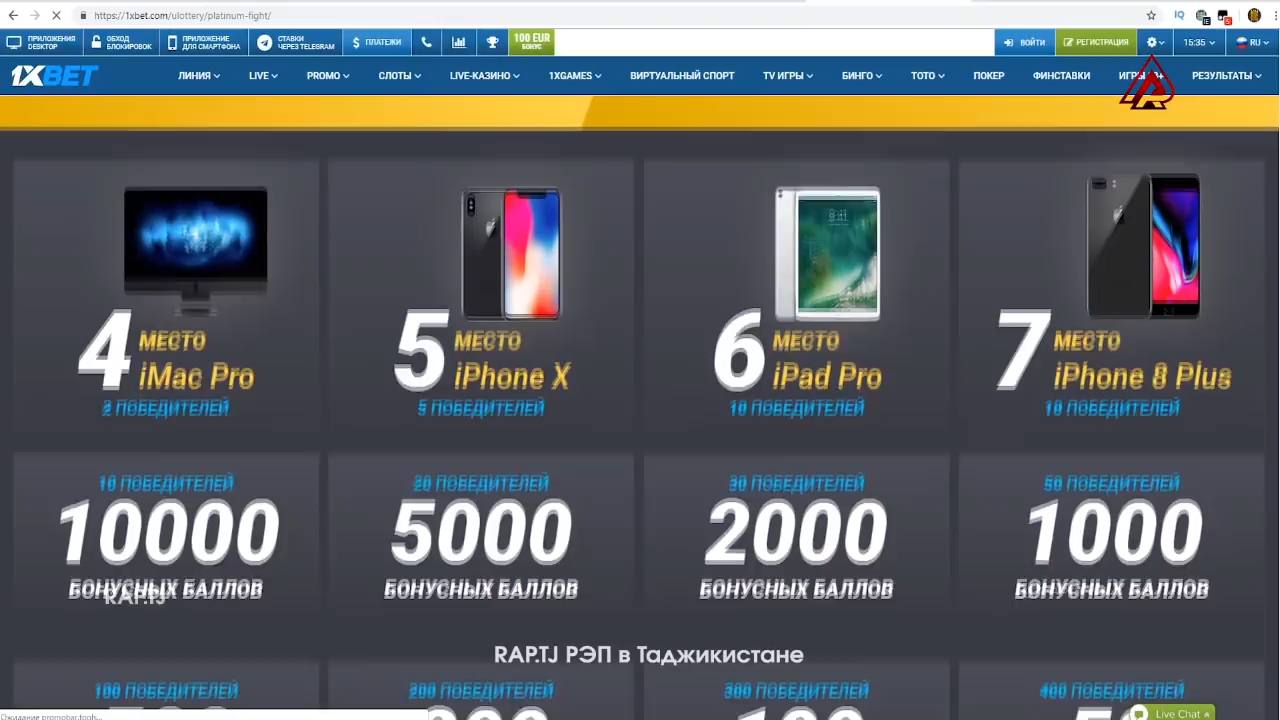 https://1xbet.com/ulottery/platinum-fight/
ПРИЛОЖЕНИЯ DESKTOP
ОБХОД БЛОКИРОВОК
ПРИЛОЖЕНИЕ ДЛЯ СМАРТФОНА
СТАВКИ ЧЕРЕЗ TELEGRAM
$ ПЛАТЕЖИ
100 EUR БОНУС
ВОЙТИ
РЕГИСТРАЦИЯ
15:35
RU
1XBET
ЛИНИЯ LIVE PROMO СЛОТЫ LIVE-КАЗИНО 1XGAMES ВИРТУАЛЬНЫЙ СПОРТ TV ИГРЫ БИНГО ТОТО ПОКЕР ФИНСТАВКИ ИГРЫ РЕЗУЛЬТАТЫ
4 МЕСТО
iMac Pro
2 ПОБЕДИТЕЛЕЙ
5 МЕСТО
iPhone X
5 ПОБЕДИТЕЛЕЙ
6 МЕСТО
iPad Pro
10 ПОБЕДИТЕЛЕЙ
7 МЕСТО
iPhone 8 Plus
10 ПОБЕДИТЕЛЕЙ
10 ПОБЕДИТЕЛЕЙ
10000
БОНУСНЫХ БАЛЛОВ
20 ПОБЕДИТЕЛЕЙ
5000
БОНУСНЫХ БАЛЛОВ
30 ПОБЕДИТЕЛЕЙ
2000
БОНУСНЫХ БАЛЛОВ
50 ПОБЕДИТЕЛЕЙ
1000
БОНУСНЫХ БАЛЛОВ
RAP.TJ
RAP.TJ РЭП в Таджикистане
100 ПОБЕДИТЕЛЕЙ
200 ПОБЕДИТЕЛЕЙ
300 ПОБЕДИТЕЛЕЙ
400 ПОБЕДИТЕЛЕЙ
Ожидание promobar.tools...
Live Chat